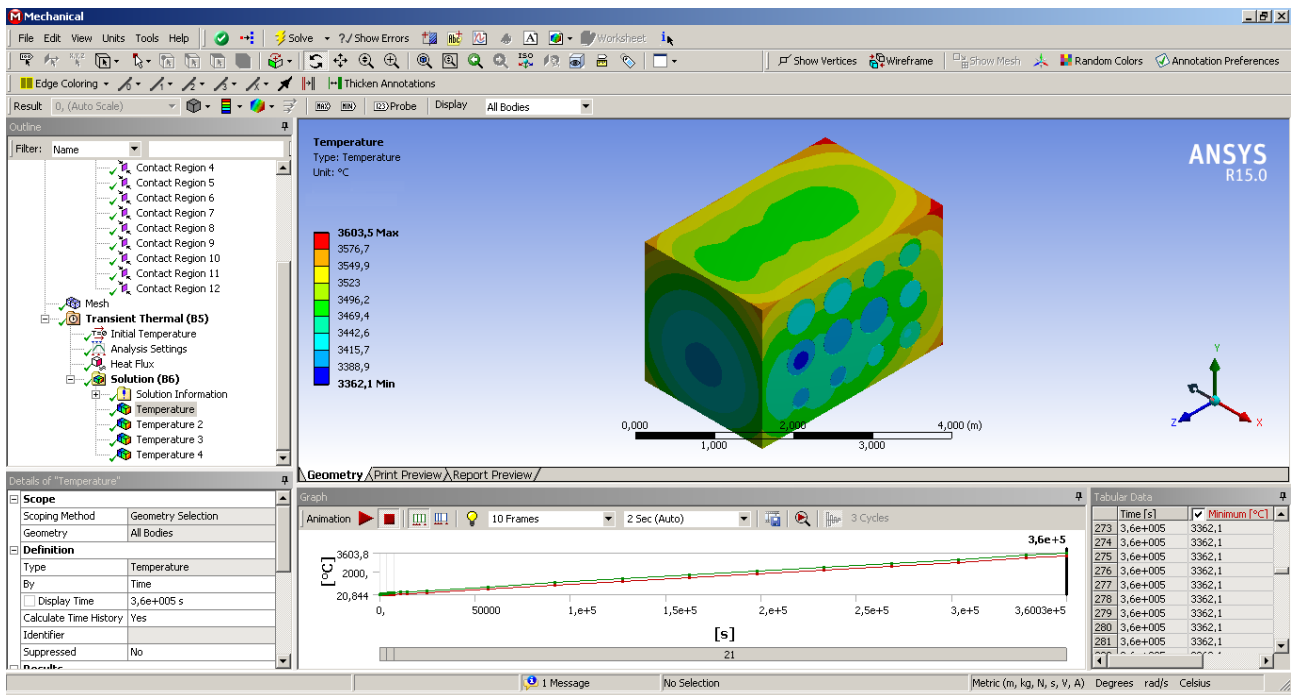 Mechanical
File Edit View Units Tools Help Solve ?/ Show Errors Worksheet
Show Vertices Wireframe Show Mesh Random Colors Annotation Preferences
Edge Coloring Thicken Annotations
Result 0, (Auto Scale) Probe Display All Bodies
Outline
Filter: Name
Contact Region 4
Contact Region 5
Contact Region 6
Contact Region 7
Contact Region 8
Contact Region 9
Contact Region 10
Contact Region 11
Contact Region 12
Mesh
Transient Thermal (B5)
Initial Temperature
Analysis Settings
Heat Flux
Solution (B6)
Solution Information
Temperature
Temperature 2
Temperature 3
Temperature 4
Temperature
Type: Temperature
Unit: °C
3603,5 Max
3576,7
3549,9
3523
3496,2
3469,4
3442,6
3415,7
3388,9
3362,1 Min
ANSYS
R15.0
0,000 2,000 4,000 (m)
1,000 3,000
Y
Z X
Geometry Print Preview Report Preview
Details of "Temperature"
Scope
Scoping Method Geometry Selection
Geometry All Bodies
Definition
Type Temperature
By Time
Display Time 3,6e+005 s
Calculate Time History Yes
Identifier
Suppressed No
Results
Graph
Animation 10 Frames 2 Sec (Auto) 3 Cycles
3,6e+5
3603,8
2000,
20,844
[°C]
0, 50000 1,e+5 1,5e+5 2,e+5 2,5e+5 3,e+5 3,6003e+5
[s]
21
Tabular Data
Time [s] Minimum [°C]
273 3,6e+005 3362,1
274 3,6e+005 3362,1
275 3,6e+005 3362,1
276 3,6e+005 3362,1
277 3,6e+005 3362,1
278 3,6e+005 3362,1
279 3,6e+005 3362,1
280 3,6e+005 3362,1
281 3,6e+005 3362,1
1 Message No Selection Metric (m, kg, N, s, V, A) Degrees rad/s Celsius